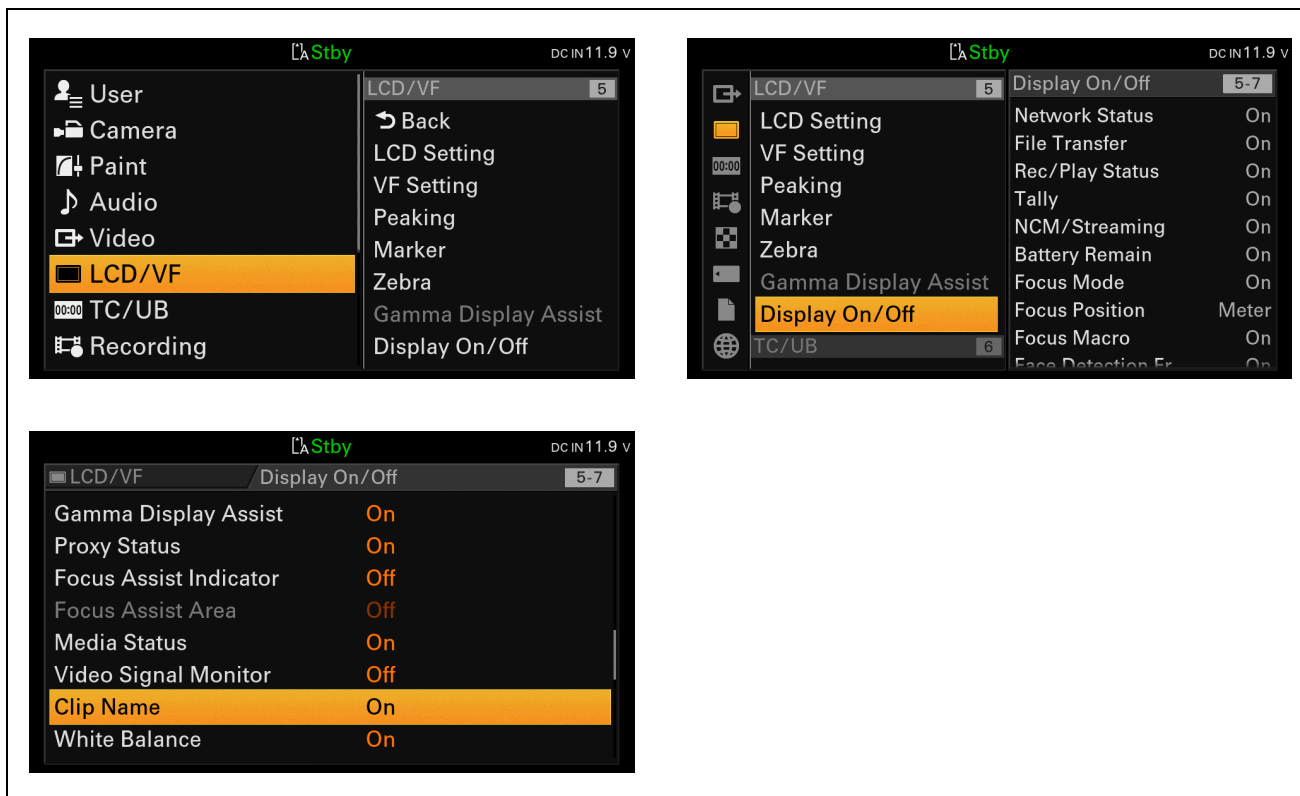 Stby DC IN 11.9 V
User
Camera
Paint
Audio
Video
LCD/VF
00:00 TC/UB
Recording
LCD/VF 5
Back
LCD Setting
VF Setting
Peaking
Marker
Zebra
Gamma Display Assist
Display On/Off
Stby DC IN 11.9 V
00:00
LCD/VF 5
LCD Setting
VF Setting
Peaking
Marker
Zebra
Gamma Display Assist
Display On/Off
TC/UB 6
Display On/Off 5-7
Network Status On
File Transfer On
Rec/Play Status On
Tally On
NCM/Streaming On
Battery Remain On
Focus Mode On
Focus Position Meter
Focus Macro On
Face Detection Fr On
Stby DC IN 11.9 V
LCD/VF Display On/Off 5-7
Gamma Display Assist On
Proxy Status On
Focus Assist Indicator Off
Focus Assist Area Off
Media Status On
Video Signal Monitor Off
Clip Name On
White Balance On